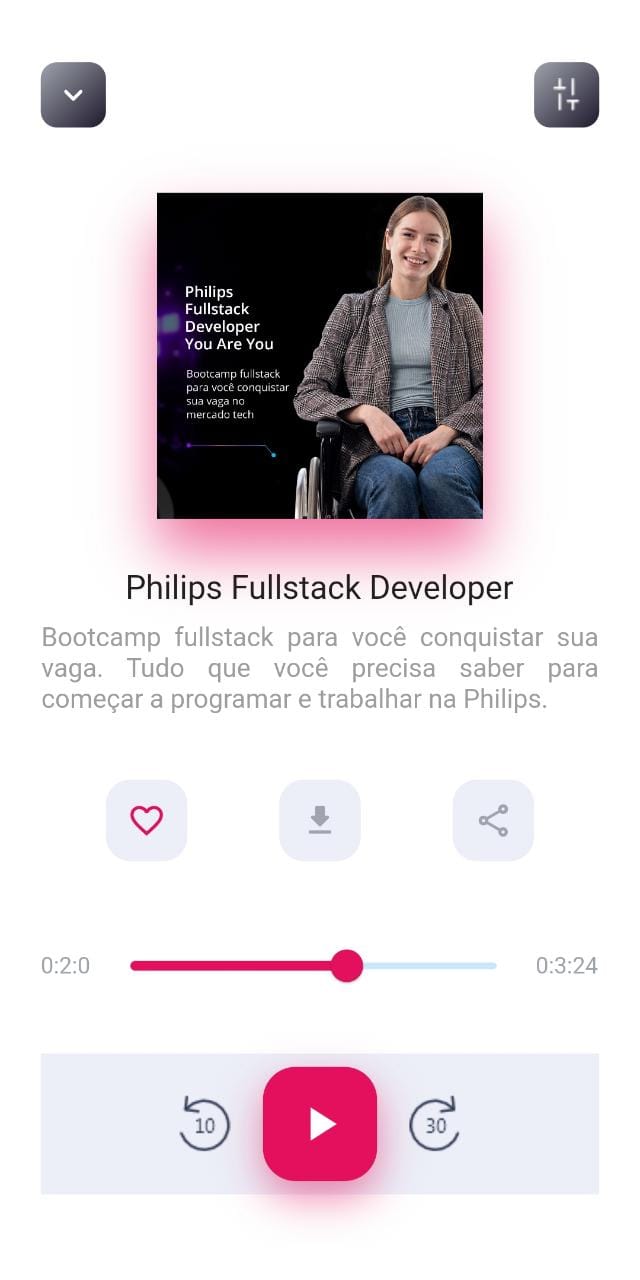 Philips
Fullstack
Developer
You Are You
Bootcamp fullstack
para você conquistar
sua vaga no
mercado tech
Philips Fullstack Developer
Bootcamp fullstack para você conquistar sua
vaga. Tudo que você precisa saber para
começar a programar e trabalhar na Philips.
0:2:0
0:3:24
10
30